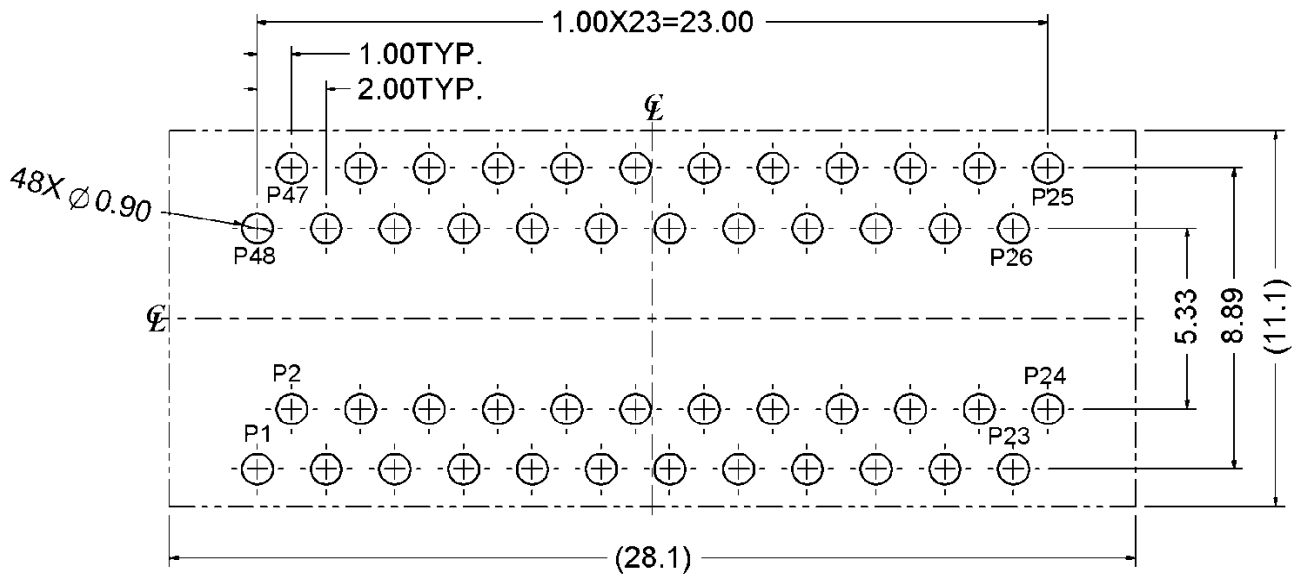 1.00X23=23.00
1.00TYP.
2.00TYP.
℄
48X ⌀ 0.90
P47
P25
P48
P26
℄
5.33
8.89
(11.1)
P2
P24
P1
P23
(28.1)